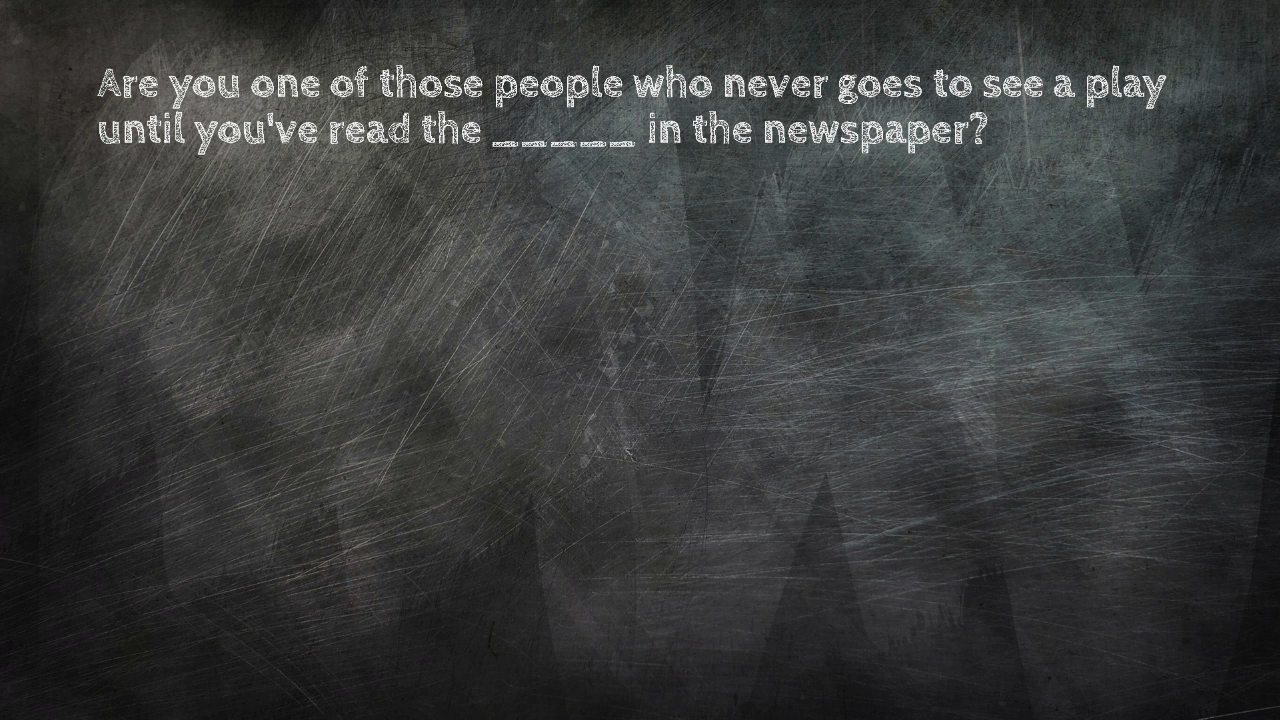 Are you one of those people who never goes to see a play
until you've read the _____ in the newspaper?